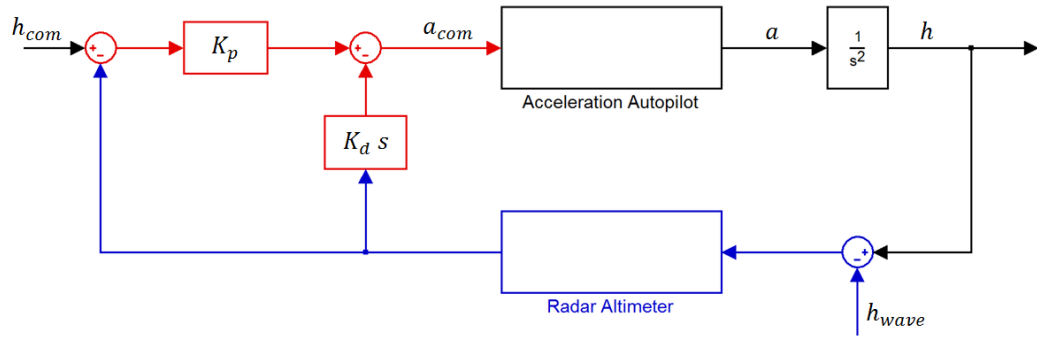 h_com
+
-
K_p
+
-
a_com
a
1
s²
h
Acceleration Autopilot
K_d s
Radar Altimeter
-
+
h_wave